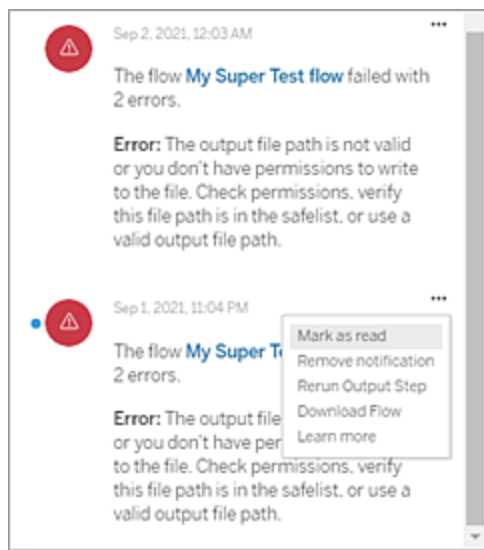 Sep 2, 2021, 12:03 AM
The flow My Super Test flow failed with
2 errors.
Error: The output file path is not valid
or you don't have permissions to write
to the file. Check permissions, verify
this file path is in the safelist, or use a
valid output file path.
Sep 1, 2021, 11:04 PM
The flow My Super
2 errors.
Error: The output file
or you don't have
to the file. Check permissions, verify
this file path is in the safelist, or use a
valid output file path.
Mark as read
Remove notification
Rerun Output Step
Download Flow
Learn more